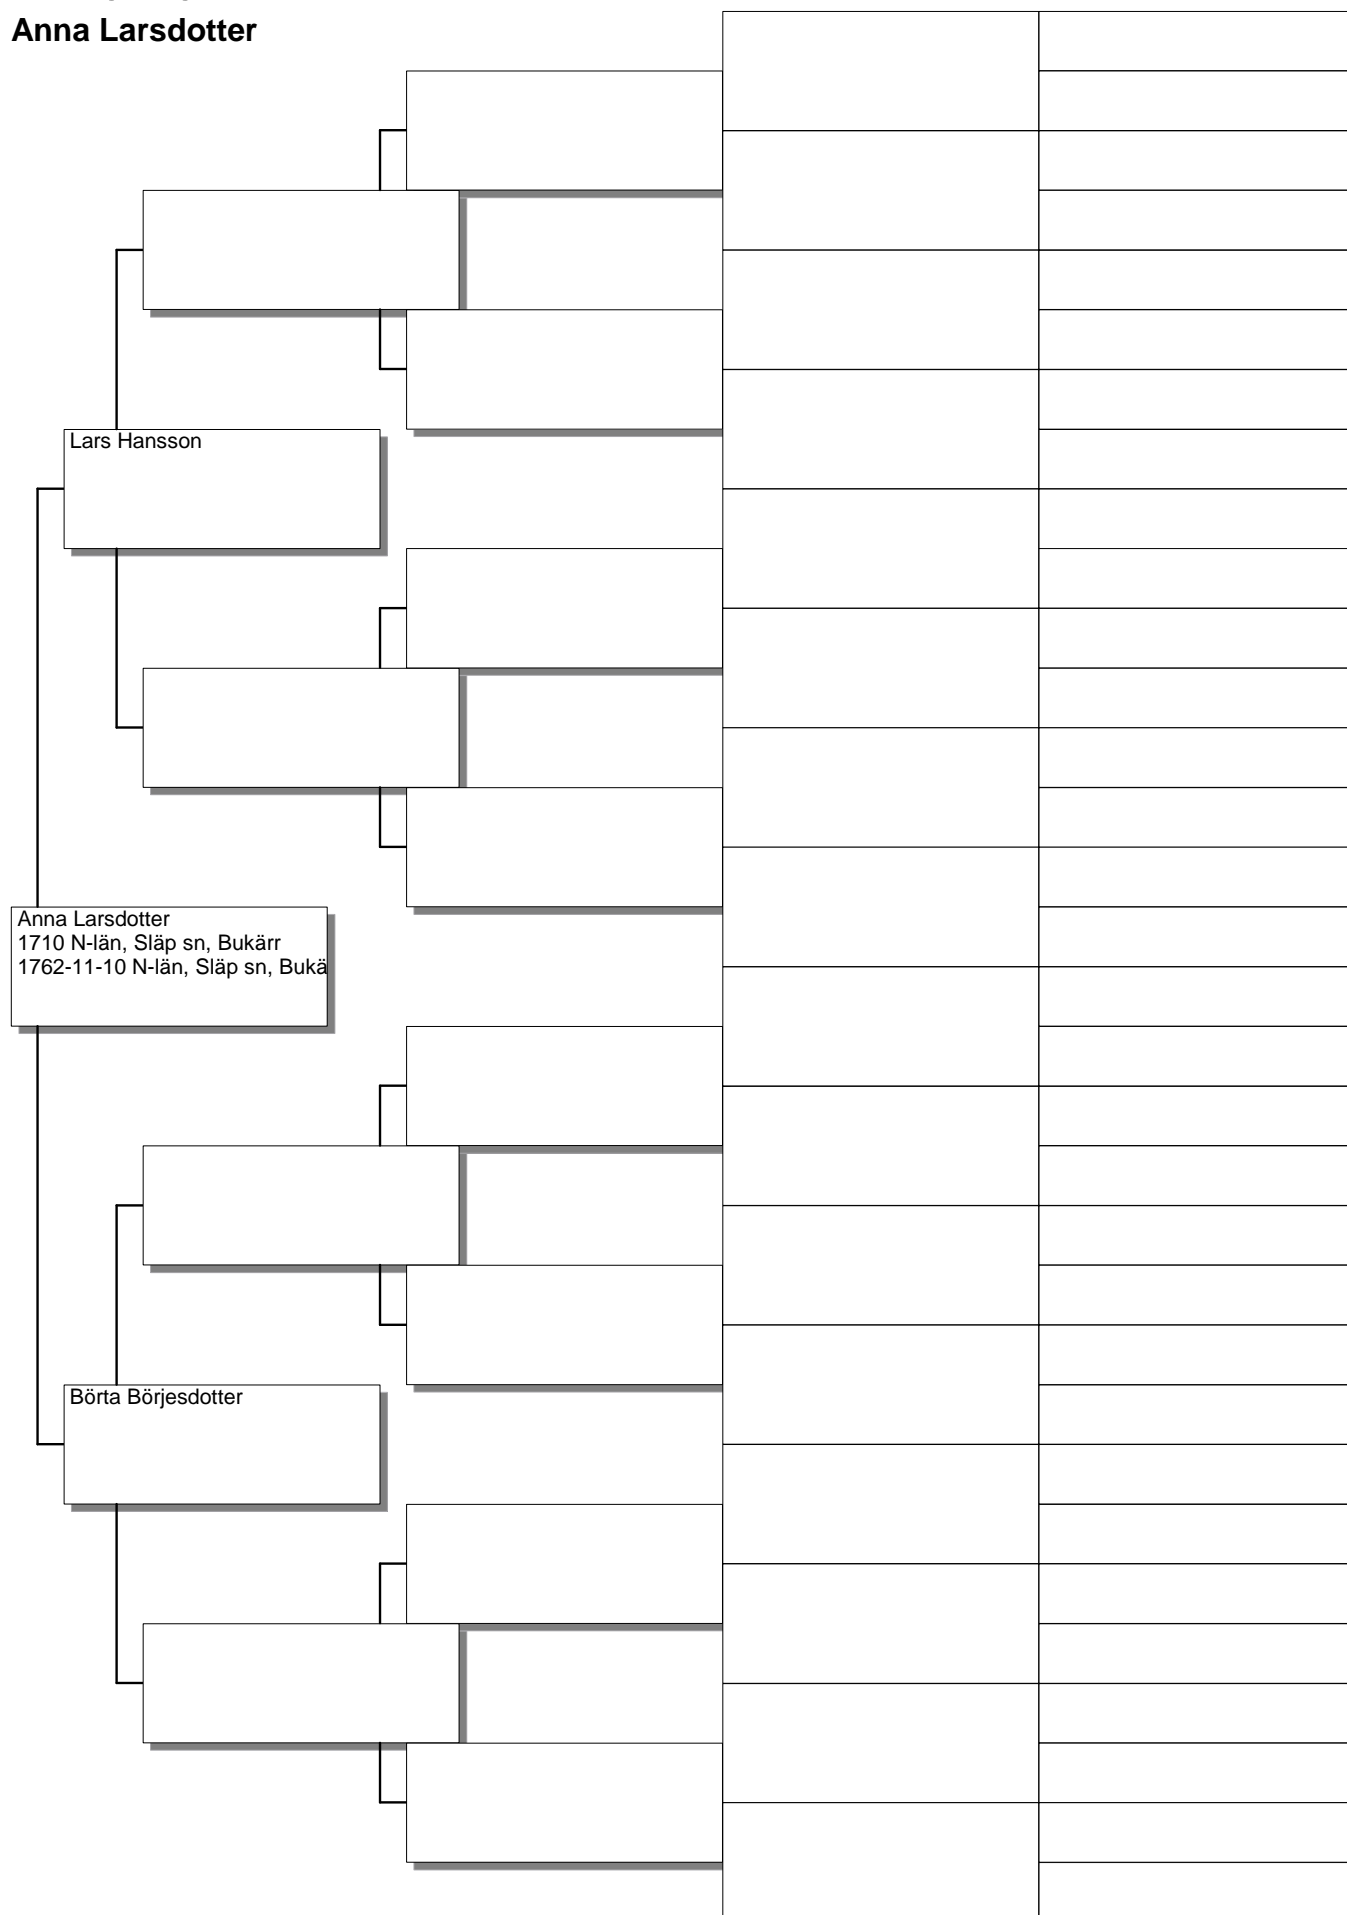 Anna Larsdotter
Lars Hansson
Anna Larsdotter
1710 N-län, Släp sn, Bukärr
1762-11-10 N-län, Släp sn, Bukä
Börta Börjesdotter